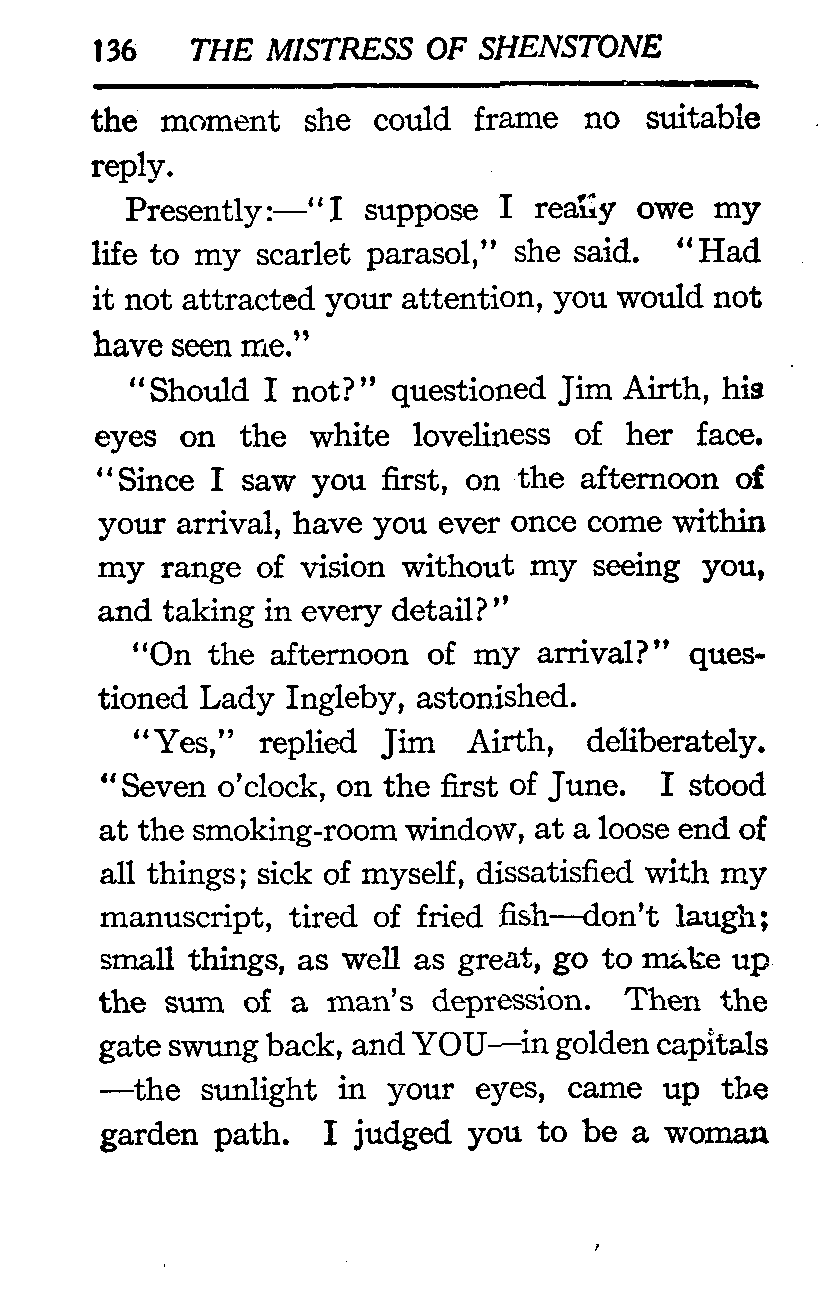 136 THE MISTRESS OF SHENSTONE
the moment she could frame no suitable
reply.
Presently:—"I suppose I really owe my
life to my scarlet parasol," she said. "Had
it not attracted your attention, you would not
have seen me."
"Should I not?" questioned Jim Airth, his
eyes on the white loveliness of her face.
"Since I saw you first, on the afternoon of
your arrival, have you ever once come within
my range of vision without my seeing you,
and taking in every detail?"
"On the afternoon of my arrival?" ques-
tioned Lady Ingleby, astonished.
"Yes," replied Jim Airth, deliberately.
"Seven o'clock, on the first of June. I stood
at the smoking-room window, at a loose end of
all things; sick of myself, dissatisfied with my
manuscript, tired of fried fish—don't laugh;
small things, as well as great, go to make up
the sum of a man's depression. Then the
gate swung back, and YOU—in golden capitals
—the sunlight in your eyes, came up the
garden path. I judged you to be a woman